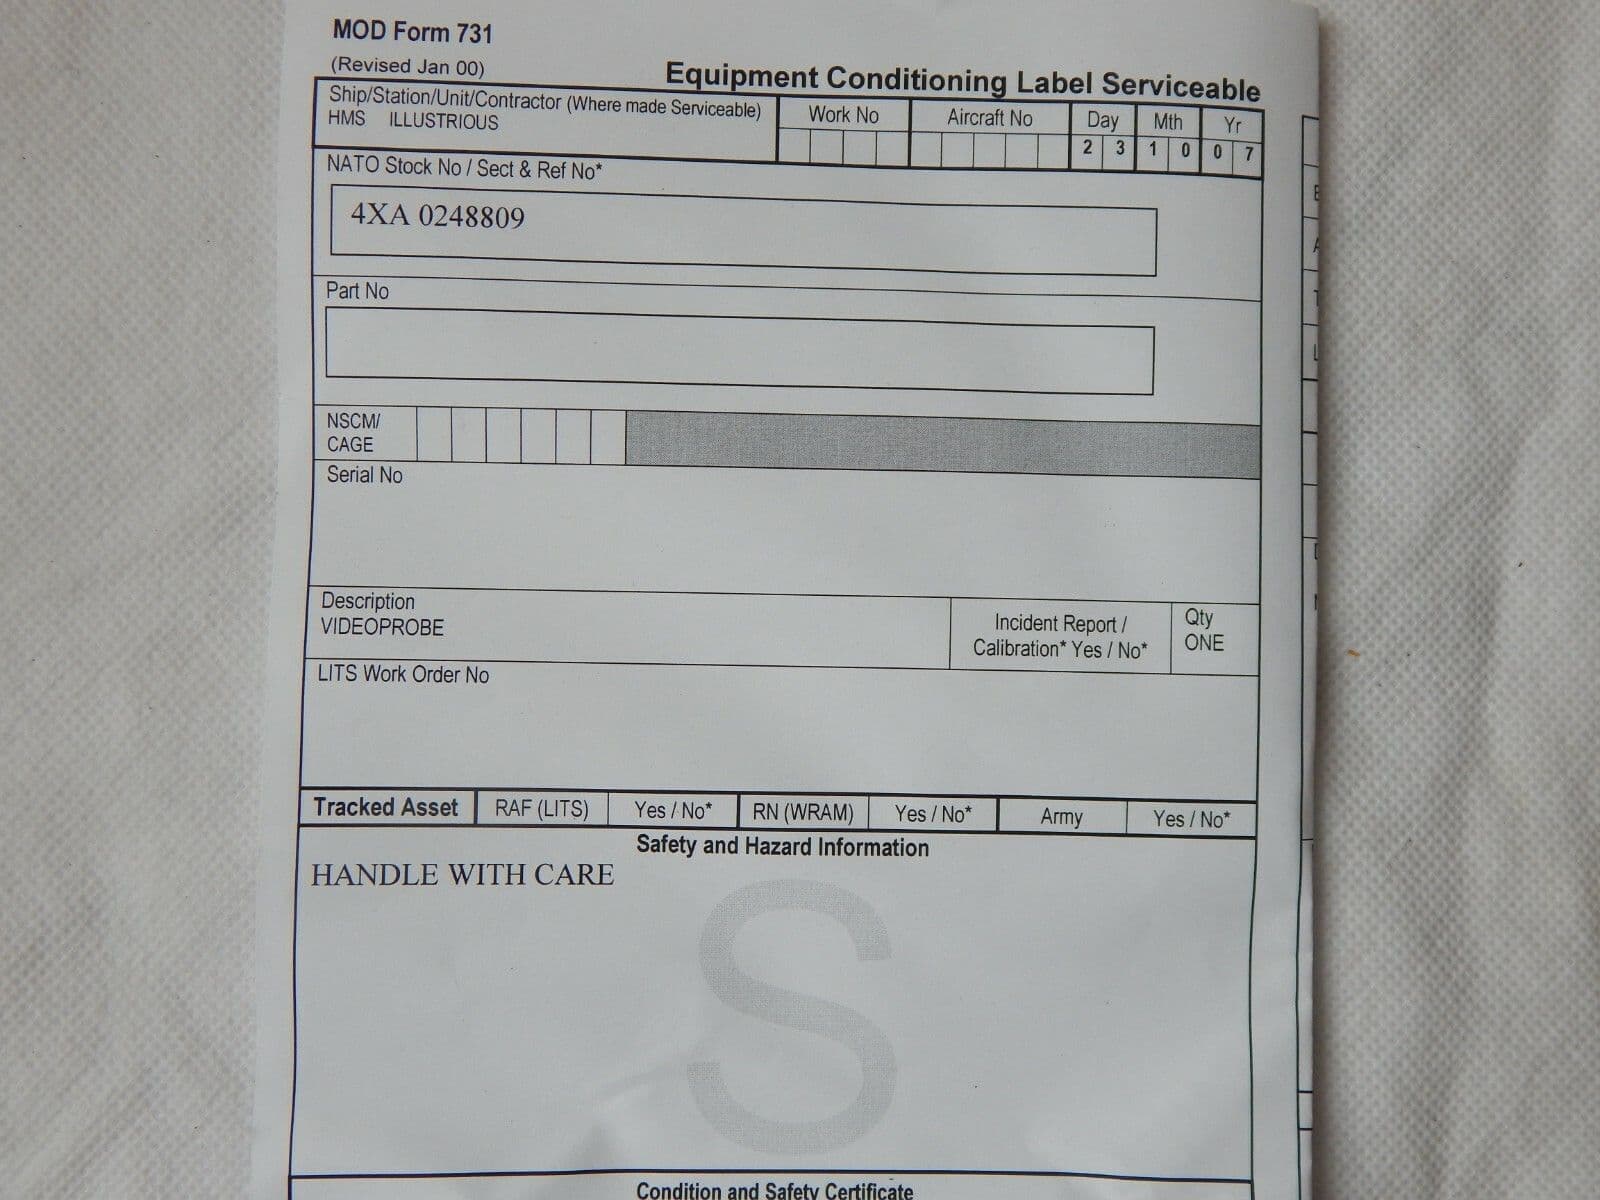 MOD Form 731
(Revised Jan 00)
Equipment Conditioning Label Serviceable
Ship/Station/Unit/Contractor (Where made Serviceable)
HMS ILLUSTRIOUS
Work No
Aircraft No
Day Mth Yr
2 3 1 0 0 7
NATO Stock No / Sect & Ref No*
4XA 0248809
Part No
NSCM/
CAGE
Serial No
Description
VIDEOPROBE
Incident Report /
Calibration* Yes / No*
Qty
ONE
LITS Work Order No
Tracked Asset RAF (LITS) Yes / No* RN (WRAM) Yes / No* Army Yes / No*
Safety and Hazard Information
HANDLE WITH CARE
S
Condition and Safety Certificate